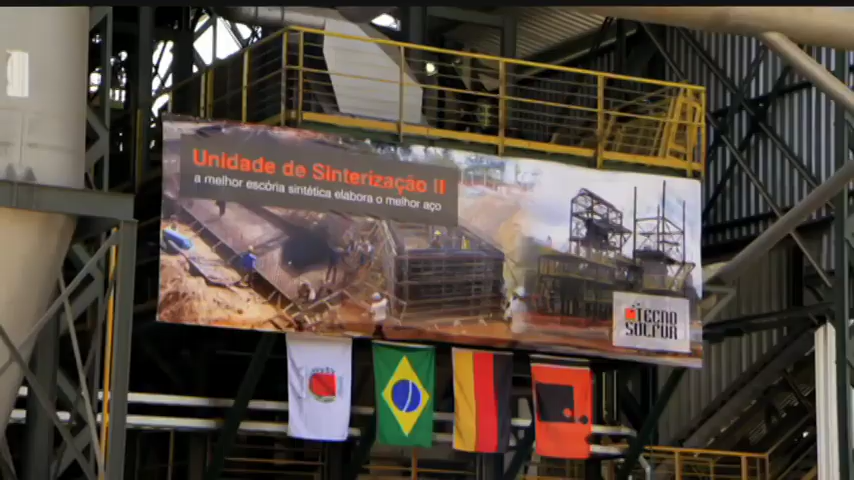 Unidade de Sinterização II
a melhor escória sintética elabora o melhor aço
TECNO
SULFUR